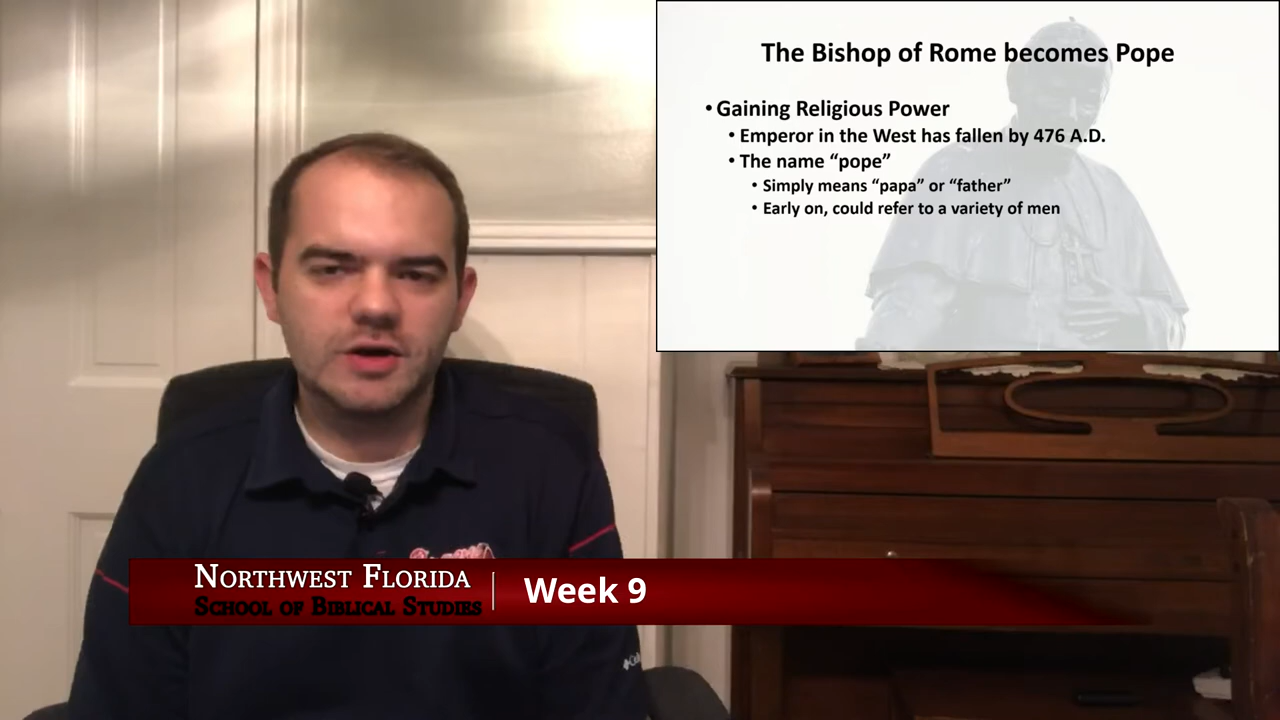 The Bishop of Rome becomes Pope
• Gaining Religious Power
• Emperor in the West has fallen by 476 A.D.
• The name “pope”
• Simply means “papa” or “father”
• Early on, could refer to a variety of men
Northwest Florida
School of Biblical Studies
Week 9